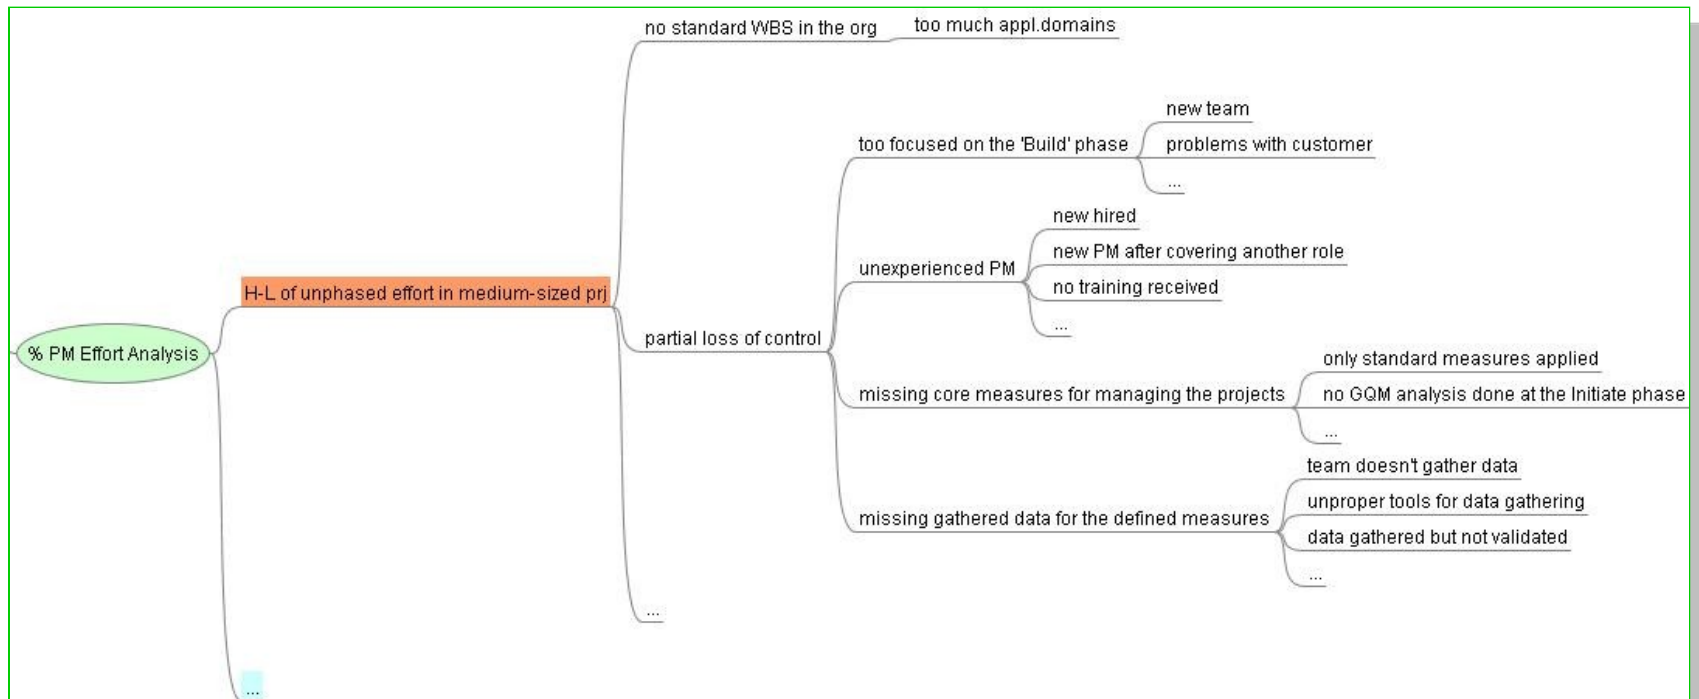 no standard WBS in the org
too much appl.domains
new team
too focused on the 'Build' phase
problems with customer
...
new hired
new PM after covering another role
unexperienced PM
no training received
...
H-L of unphased effort in medium-sized prj
partial loss of control
% PM Effort Analysis
only standard measures applied
missing core measures for managing the projects
no GQM analysis done at the Initiate phase
...
team doesn't gather data
unproper tools for data gathering
missing gathered data for the defined measures
data gathered but not validated
...
...
...